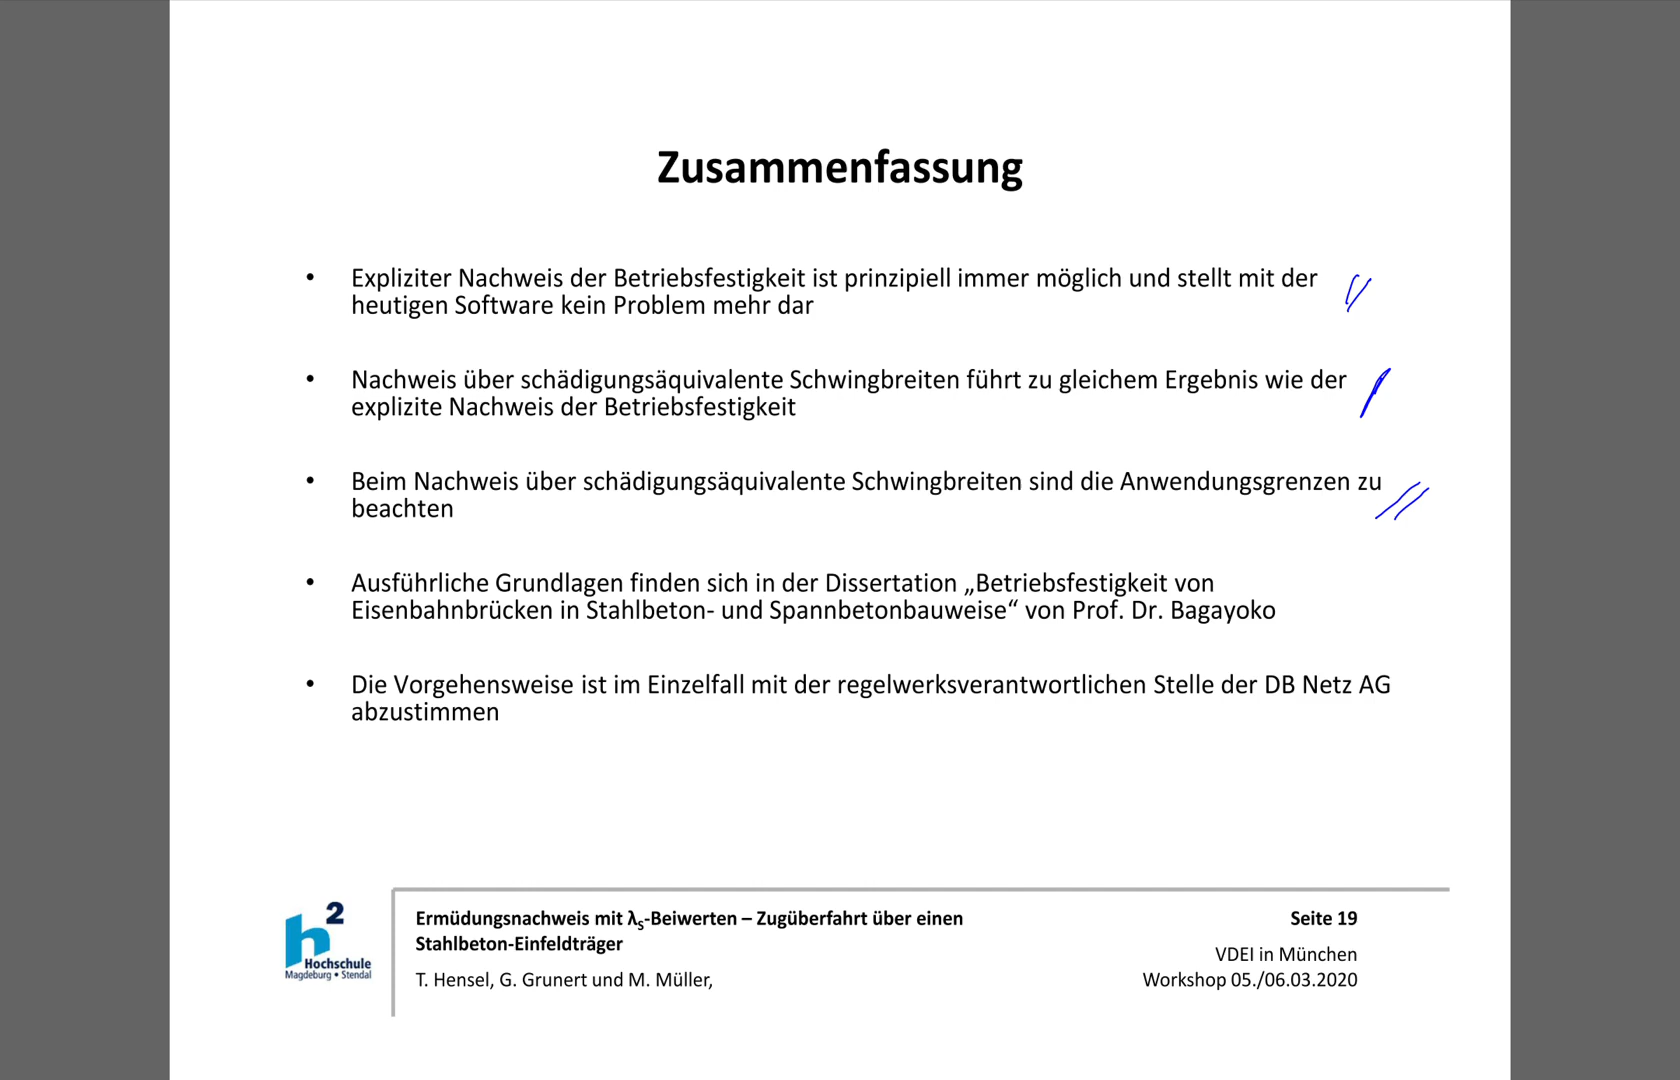 Zusammenfassung
• Expliziter Nachweis der Betriebsfestigkeit ist prinzipiell immer möglich und stellt mit der
heutigen Software kein Problem mehr dar
• Nachweis über schädigungsäquivalente Schwingbreiten führt zu gleichem Ergebnis wie der
explizite Nachweis der Betriebsfestigkeit
• Beim Nachweis über schädigungsäquivalente Schwingbreiten sind die Anwendungsgrenzen zu
beachten
• Ausführliche Grundlagen finden sich in der Dissertation „Betriebsfestigkeit von
Eisenbahnbrücken in Stahlbeton- und Spannbetonbauweise“ von Prof. Dr. Bagayoko
• Die Vorgehensweise ist im Einzelfall mit der regelwerksverantwortlichen Stelle der DB Netz AG
abzustimmen
h2
Hochschule
Magdeburg • Stendal
Ermüdungsnachweis mit λs-Beiwerten – Zugüberfahrt über einen
Stahlbeton-Einfeldträger
T. Hensel, G. Grunert und M. Müller,
Seite 19
VDEI in München
Workshop 05./06.03.2020